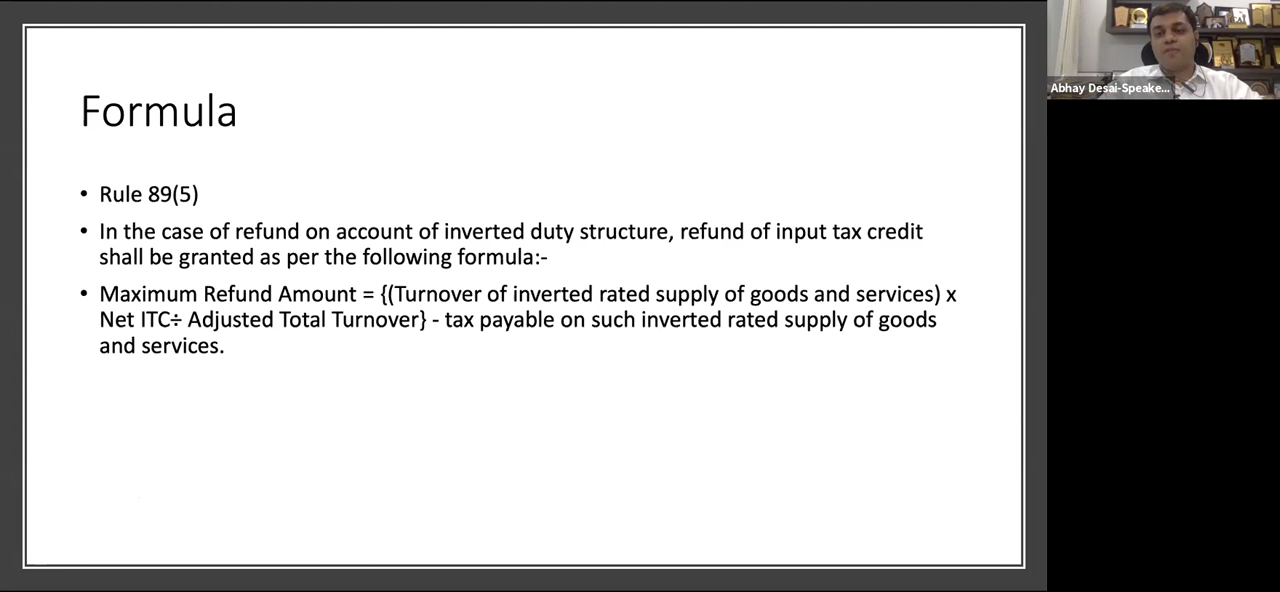 Formula
• Rule 89(5)
• In the case of refund on account of inverted duty structure, refund of input tax credit
shall be granted as per the following formula:-
• Maximum Refund Amount = {(Turnover of inverted rated supply of goods and services) x
Net ITC÷ Adjusted Total Turnover} - tax payable on such inverted rated supply of goods
and services.
Abhay Desai-Speake...